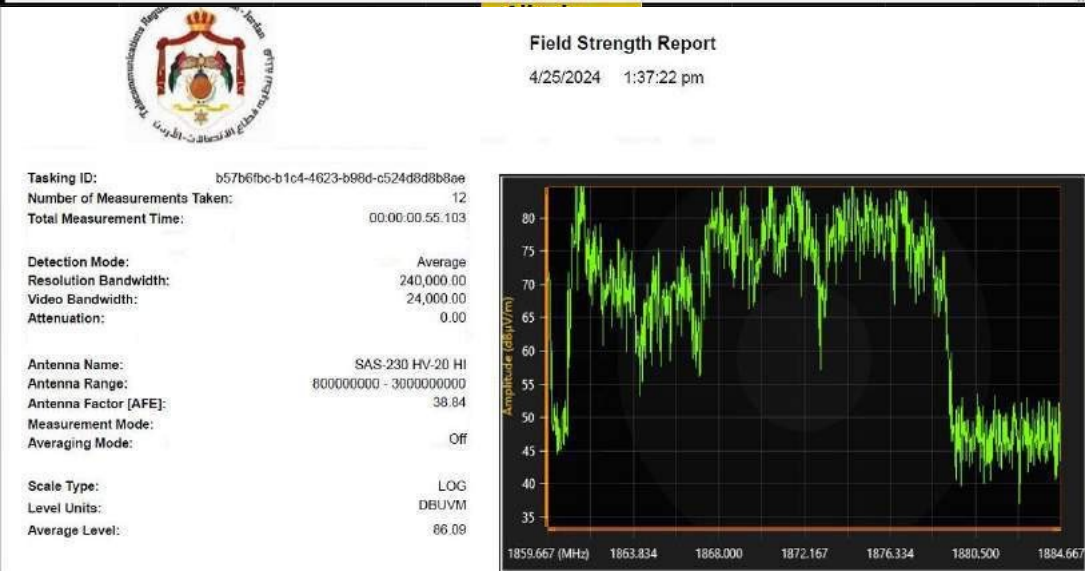 Field Strength Report
4/25/2024 1:37:22 pm
Telecommunications Regu
Jordan
الأردن
Tasking ID: b57b6fbc-b1c4-4623-b98d-c524d8d8b8ae
Number of Measurements Taken: 12
Total Measurement Time: 00:00:00.55.103
Detection Mode: Average
Resolution Bandwidth: 240,000.00
Video Bandwidth: 24,000.00
Attenuation: 0.00
Antenna Name: SAS-230 HV-20 HI
Antenna Range: 800000000 - 3000000000
Antenna Factor [AFE]: 38.84
Measurement Mode:
Averaging Mode: Off
Scale Type: LOG
Level Units: DBUVM
Average Level: 86.09
Amplitude (dBµV/m)
80
75
70
65
60
55
50
45
40
35
1859.667 (MHz) 1863.834 1868.000 1872.167 1876.334 1880.500 1884.667